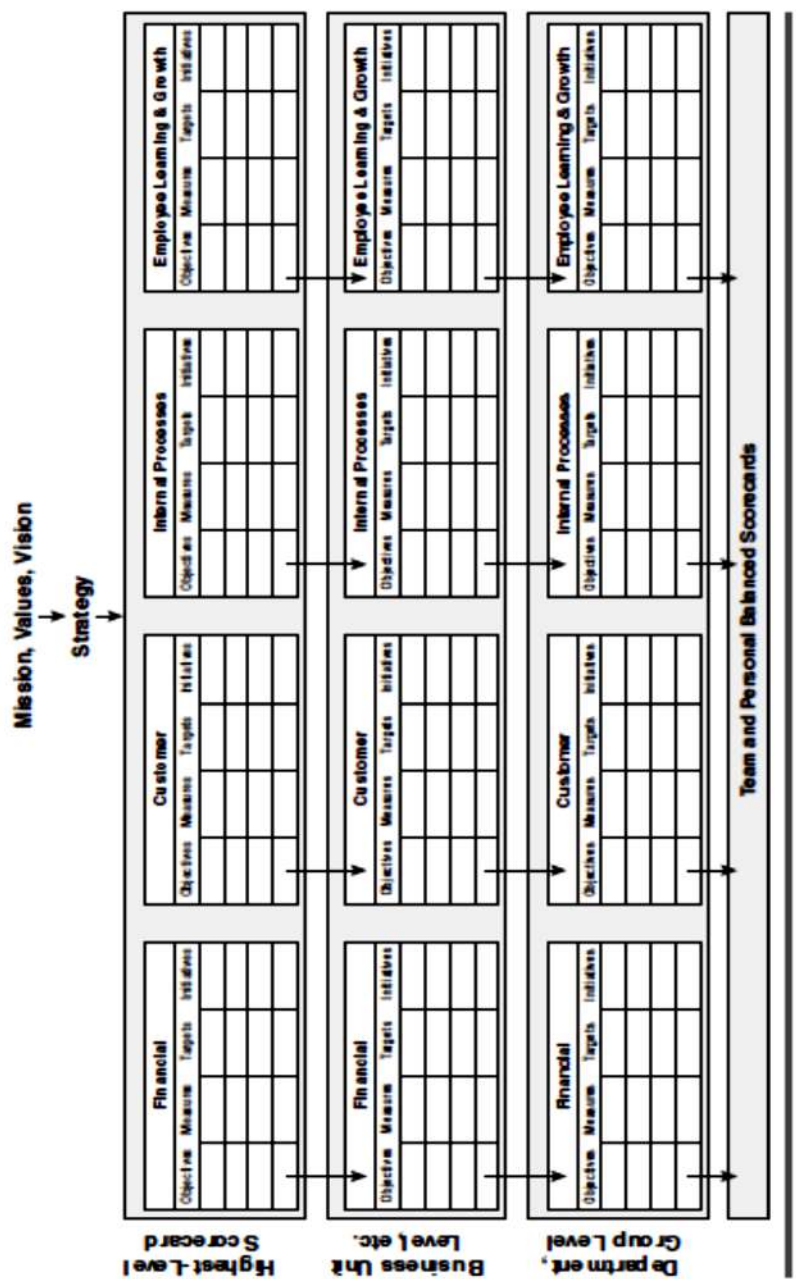 Mission, Values, Vision
Strategy
Highest-Level
Scorecard
Financial
Objectives Measures Targets Initiatives
Customer
Objectives Measures Targets Initiatives
Internal Processes
Objectives Measures Targets Initiatives
Employee Learning & Growth
Objectives Measures Targets Initiatives
Business Unit
Level, etc.
Financial
Objectives Measures Targets Initiatives
Customer
Objectives Measures Targets Initiatives
Internal Processes
Objectives Measures Targets Initiatives
Employee Learning & Growth
Objectives Measures Targets Initiatives
Department,
Group Level
Financial
Objectives Measures Targets Initiatives
Customer
Objectives Measures Targets Initiatives
Internal Processes
Objectives Measures Targets Initiatives
Employee Learning & Growth
Objectives Measures Targets Initiatives
Team and Personal Balanced Scorecards